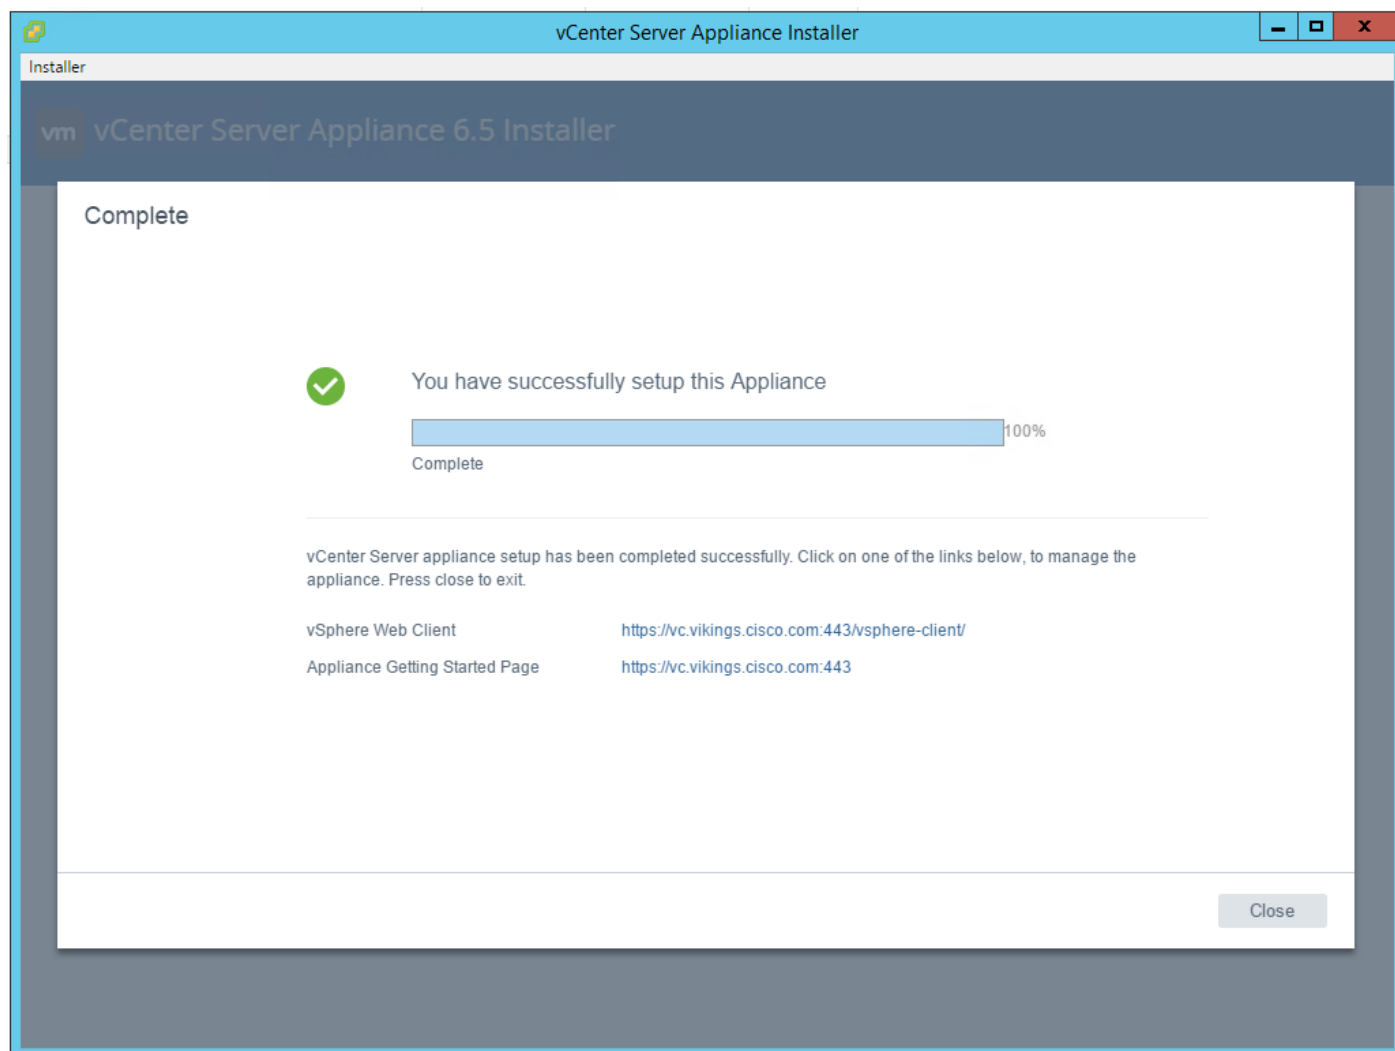 vCenter Server Appliance Installer
Installer
vm vCenter Server Appliance 6.5 Installer
Complete
You have successfully setup this Appliance
100%
Complete
vCenter Server appliance setup has been completed successfully. Click on one of the links below, to manage the
appliance. Press close to exit.
vSphere Web Client https://vc.vikings.cisco.com:443/vsphere-client/
Appliance Getting Started Page https://vc.vikings.cisco.com:443
Close